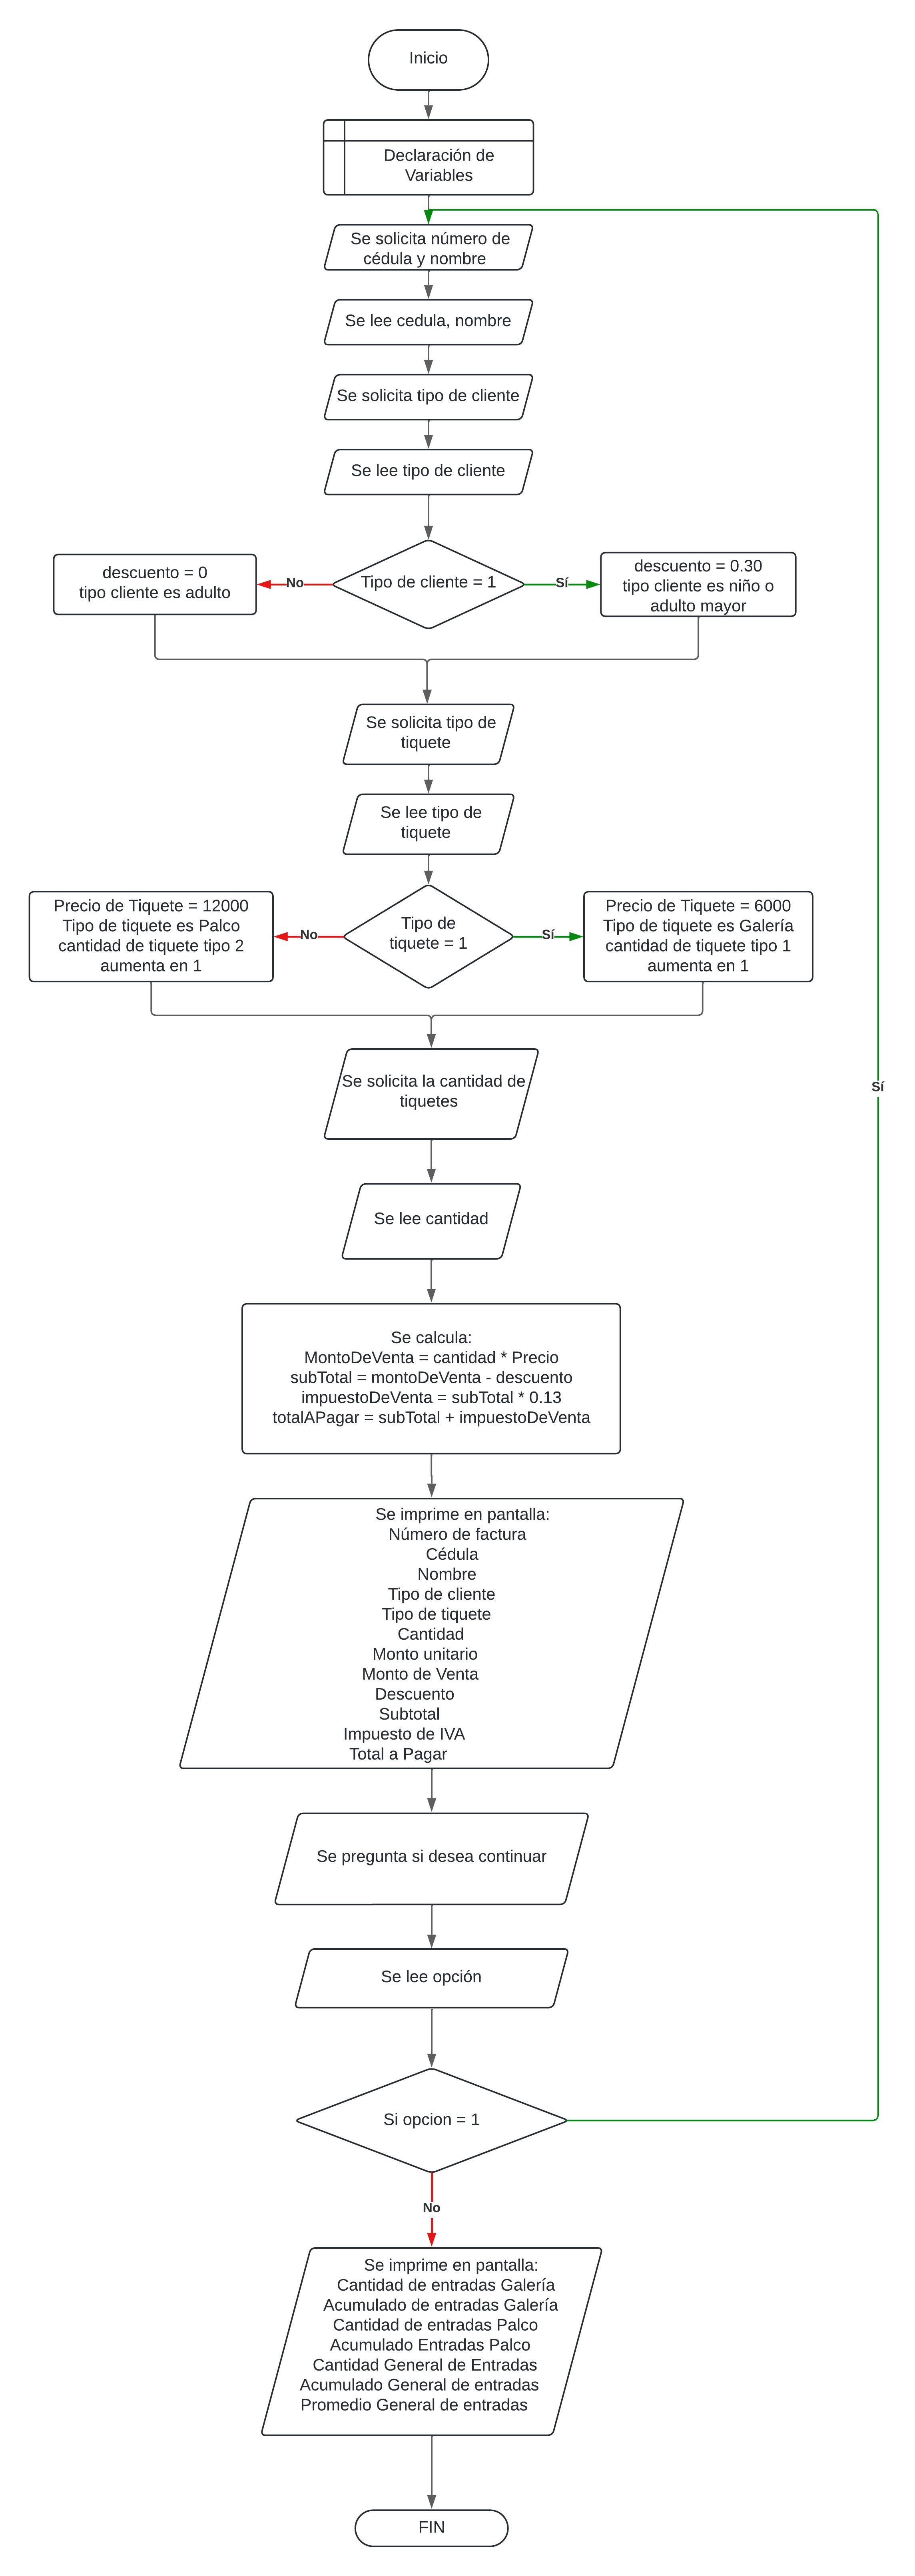 Inicio
Declaración de
Variables
Se solicita número de
cédula y nombre
Se lee cedula, nombre
Se solicita tipo de cliente
Se lee tipo de cliente
descuento = 0
tipo cliente es adulto
No
Tipo de cliente = 1
Sí
descuento = 0.30
tipo cliente es niño o
adulto mayor
Se solicita tipo de
tiquete
Se lee tipo de
tiquete
Precio de Tiquete = 12000
Tipo de tiquete es Palco
cantidad de tiquete tipo 2
aumenta en 1
No
Tipo de
tiquete = 1
Sí
Precio de Tiquete = 6000
Tipo de tiquete es Galería
cantidad de tiquete tipo 1
aumenta en 1
Se solicita la cantidad de
tiquetes
Sí
Se lee cantidad
Se calcula:
MontoDeVenta = cantidad * Precio
subTotal = montoDeVenta - descuento
impuestoDeVenta = subTotal * 0.13
totalAPagar = subTotal + impuestoDeVenta
Se imprime en pantalla:
Número de factura
Cédula
Nombre
Tipo de cliente
Tipo de tiquete
Cantidad
Monto unitario
Monto de Venta
Descuento
Subtotal
Impuesto de IVA
Total a Pagar
Se pregunta si desea continuar
Se lee opción
Si opcion = 1
No
Se imprime en pantalla:
Cantidad de entradas Galería
Acumulado de entradas Galería
Cantidad de entradas Palco
Acumulado Entradas Palco
Cantidad General de Entradas
Acumulado General de entradas
Promedio General de entradas
FIN